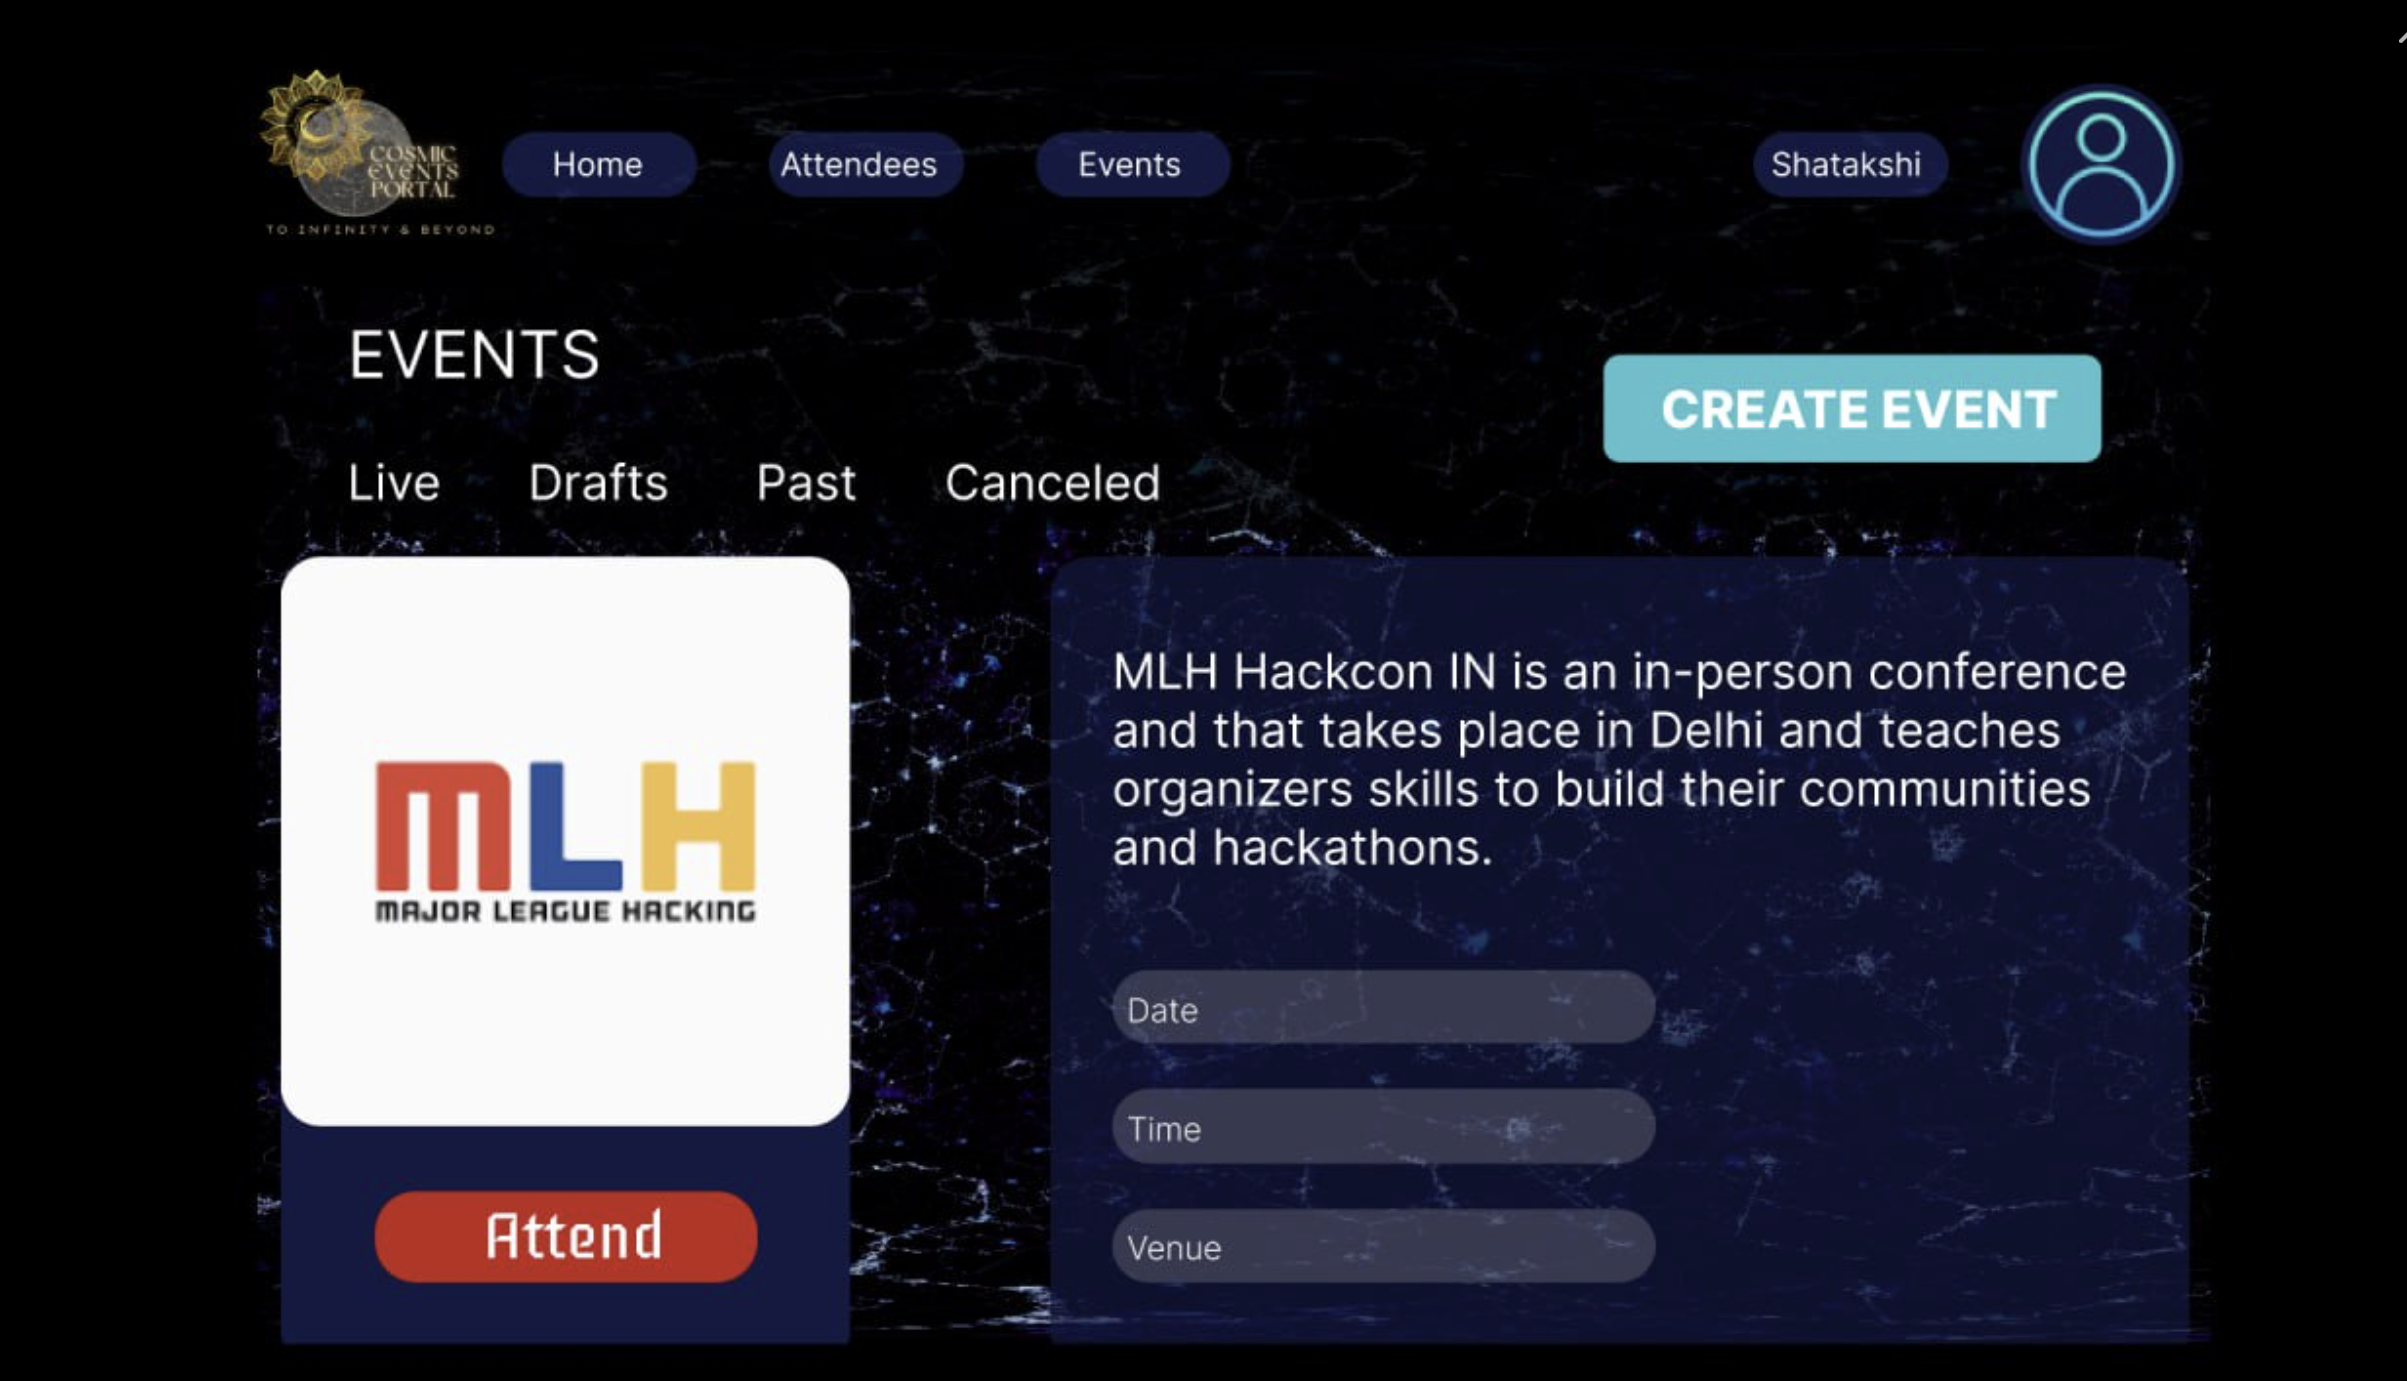 COSMIC
EVENTS
PORTAL
TO INFINITY & BEYOND
Home
Attendees
Events
Shatakshi
EVENTS
CREATE EVENT
Live
Drafts
Past
Canceled
MLH
MAJOR LEAGUE HACKING
Attend
MLH Hackcon IN is an in-person conference
and that takes place in Delhi and teaches
organizers skills to build their communities
and hackathons.
Date
Time
Venue